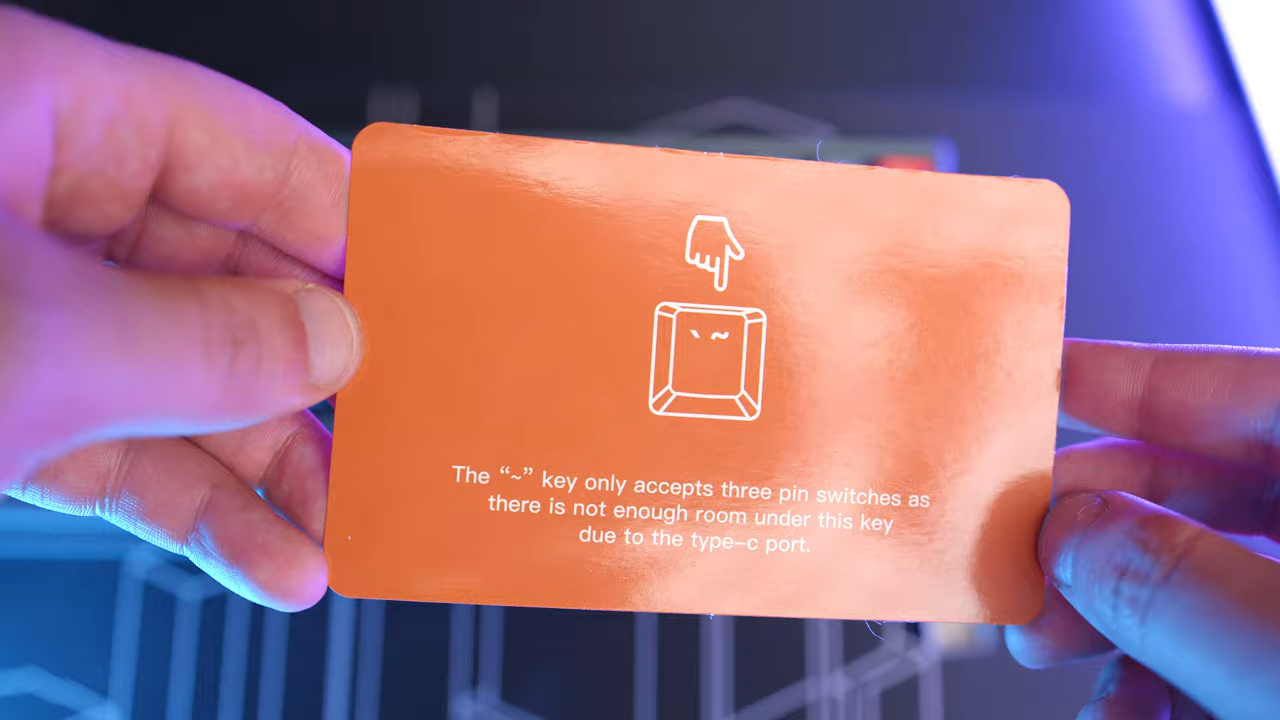 ` ~
The “~” key only accepts three pin switches as
there is not enough room under this key
due to the type-c port.